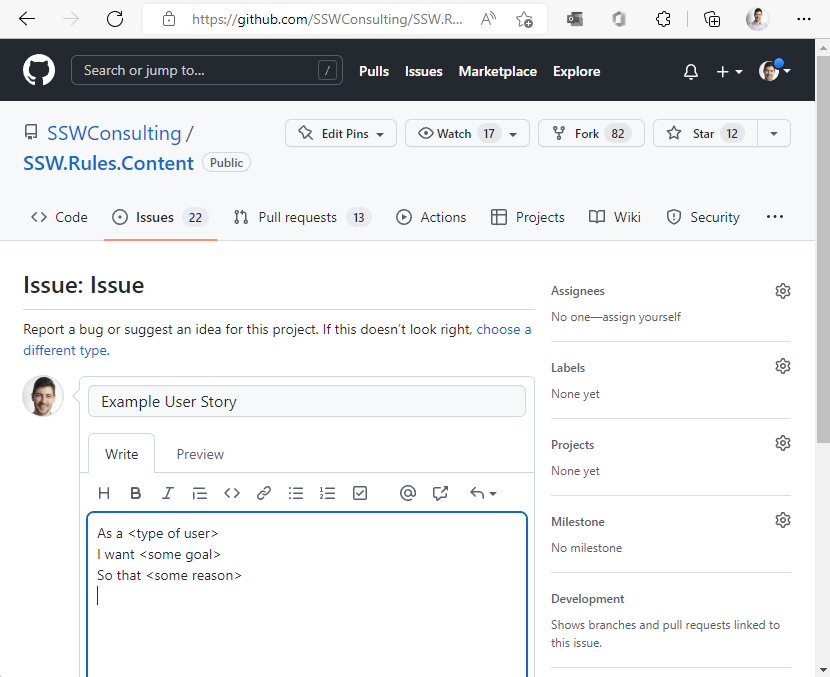 https://github.com/SSWConsulting/SSW.R...
Search or jump to... /
Pulls Issues Marketplace Explore
SSWConsulting /
SSW.Rules.Content Public
Edit Pins Watch 17 Fork 82 Star 12
Code Issues 22 Pull requests 13 Actions Projects Wiki Security
Issue: Issue
Report a bug or suggest an idea for this project. If this doesn't look right, choose a
different type.
Example User Story
Write Preview
As a <type of user>
I want <some goal>
So that <some reason>
Assignees
No one—assign yourself
Labels
None yet
Projects
None yet
Milestone
No milestone
Development
Shows branches and pull requests linked to
this issue.